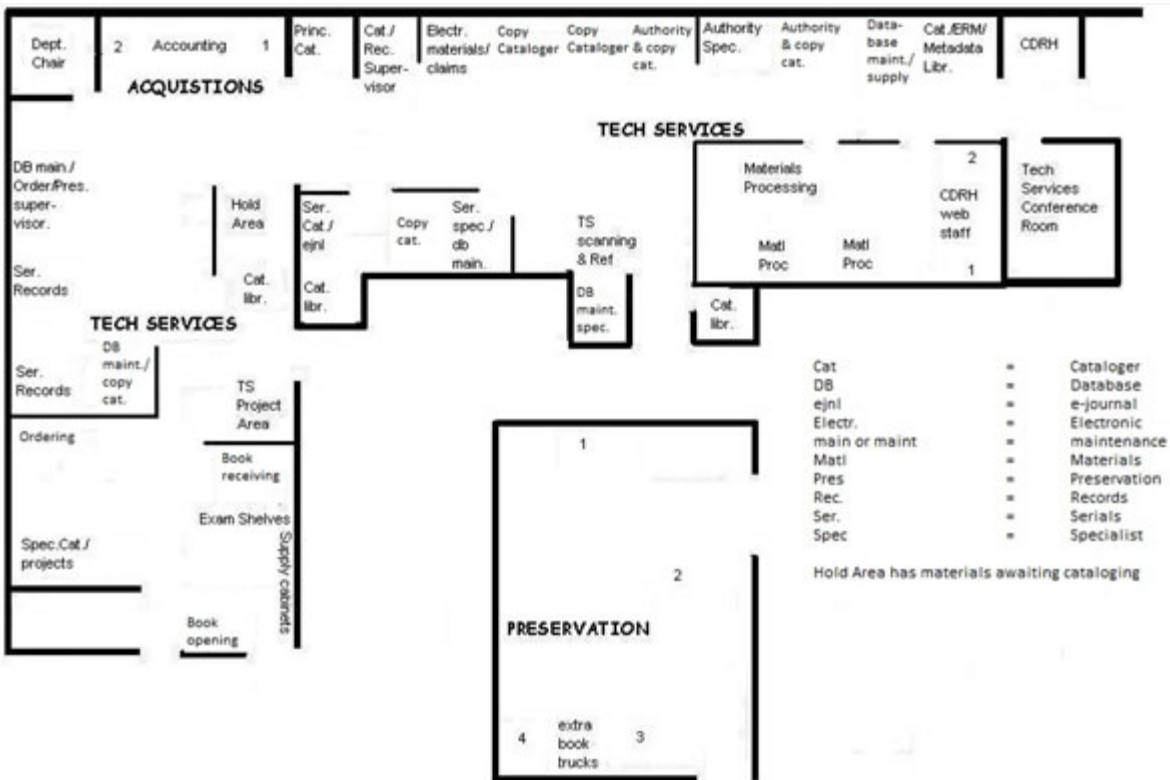 Dept.
Chair
2 Accounting 1
ACQUISTIONS
Princ.
Cat.
Cat./
Rec.
Super-
visor
Electr.
materials/
claims
Copy
Cataloger
Copy
Cataloger
Authority
& copy
cat.
Authority
Spec.
Authority
& copy
cat.
Data-
base
maint./
supply
Cat./ERM/
Metadata
Libr.
CDRH
TECH SERVICES
DB main./
Order/Pres.
super-
visor.
Hold
Area
Ser.
Cat./
ejnl
Copy
cat.
Ser.
spec./
db
main.
TS
scanning
& Ref
Materials
Processing
2
CDRH
web
staff
1
Matl
Proc
Matl
Proc
Tech
Services
Conference
Room
Ser.
Records
Cat.
libr.
Cat.
libr.
DB
maint.
spec.
Cat.
libr.
TECH SERVICES
DB
maint./
copy
cat.
Ser.
Records
TS
Project
Area
Ordering
Book
receiving
Exam Shelves
Supply cabinets
Spec.Cat./
projects
Book
opening
1
2
PRESERVATION
4
extra
book
trucks
3
Cat = Cataloger
DB = Database
ejnl = e-journal
Electr. = Electronic
main or maint = maintenance
Matl = Materials
Pres = Preservation
Rec. = Records
Ser. = Serials
Spec = Specialist
Hold Area has materials awaiting cataloging